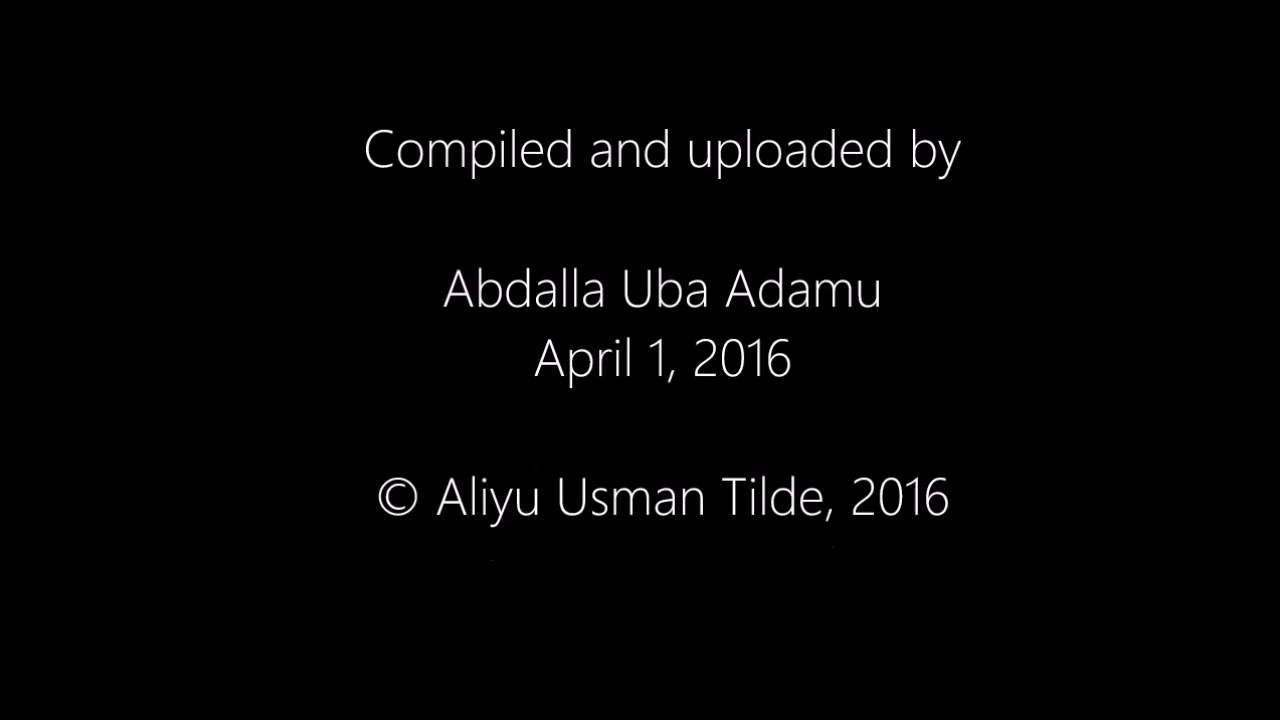 Compiled and uploaded by
Abdalla Uba Adamu
April 1, 2016
© Aliyu Usman Tilde, 2016